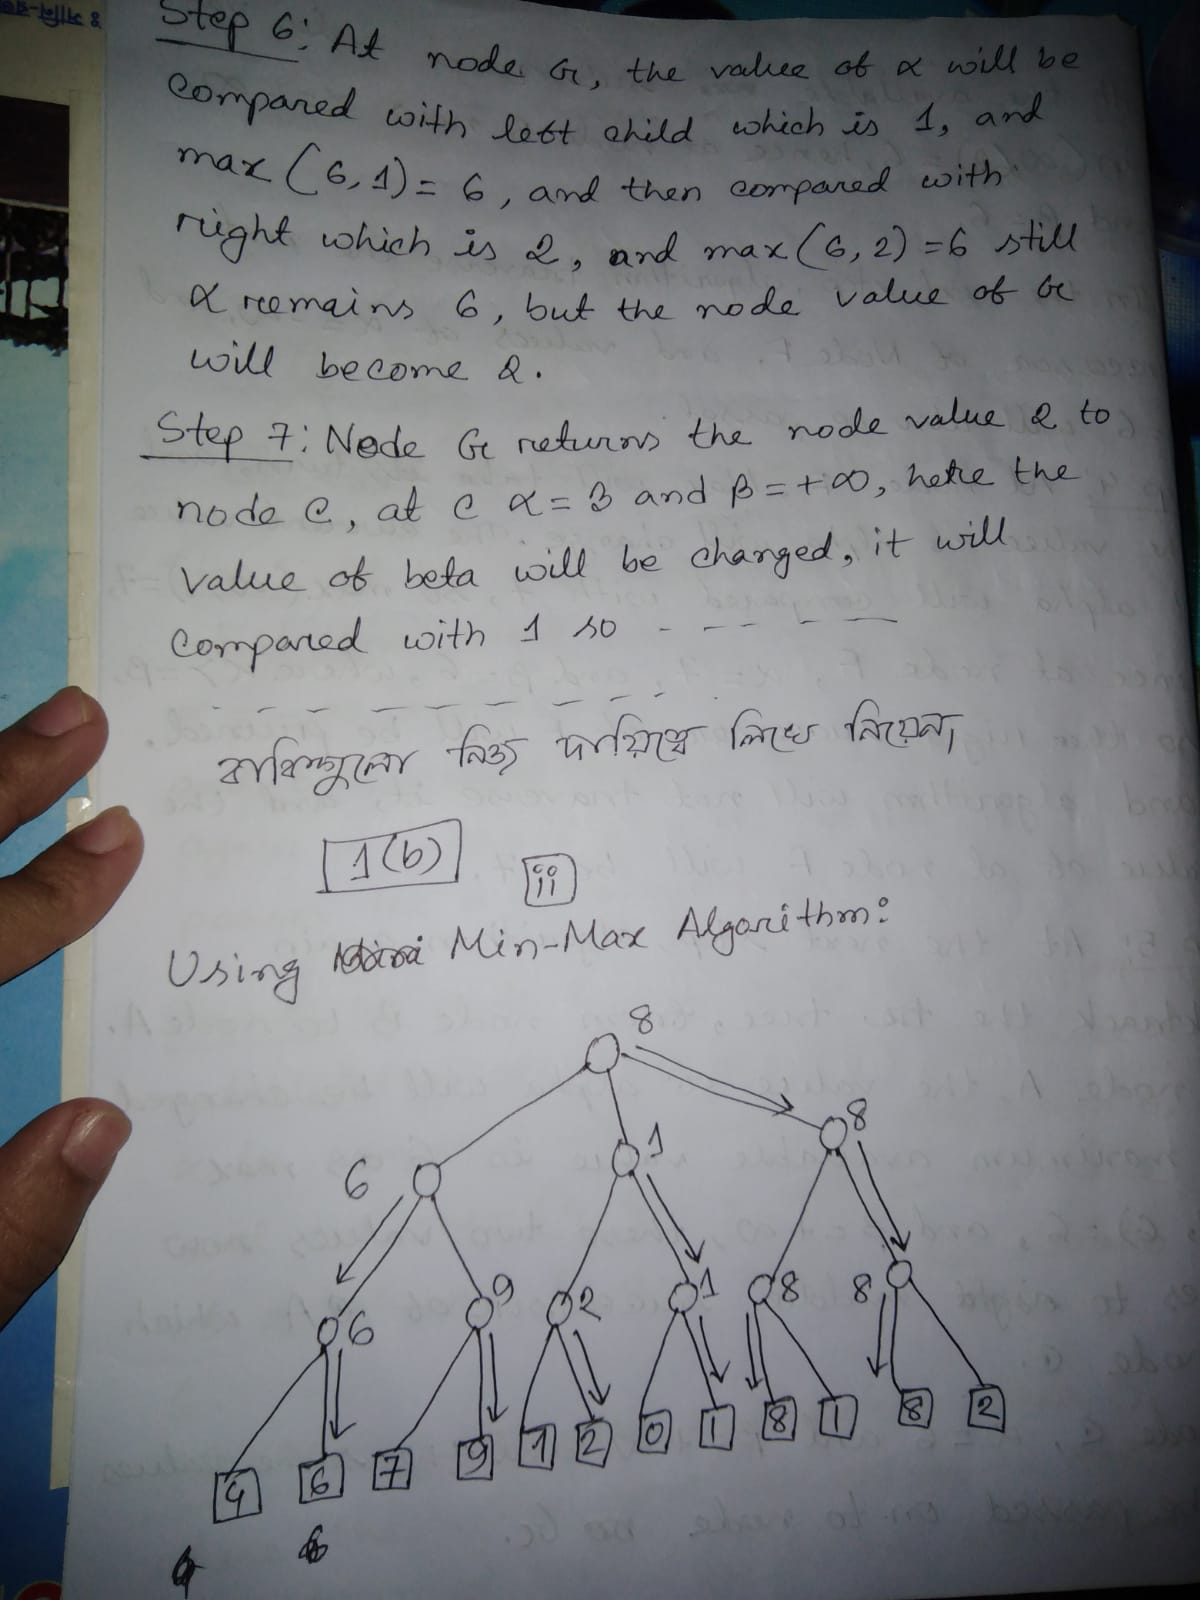 Step 6: At node G, the value of α will be
compared with left child which is 1, and
max (6,1) = 6, and then compared with
right which is 2, and max (6,2) = 6 still
α remains 6, but the node value of G
will become 2.
Step 7: Node G returns the node value 2 to
node C, at C α = 3 and β = +∞, here the
value of beta will be changed, it will
compared with 1 so - - - - -
- - - - - - - - -
বাকিগুলো নিজ দায়িত্বে লিখে নিয়েন
1(b)
ii
Using Min-Max Algorithm:
8
6 1 8
6 9 2 1 8 8
4 6 7 9 1 2 0 1 8 1 8 2